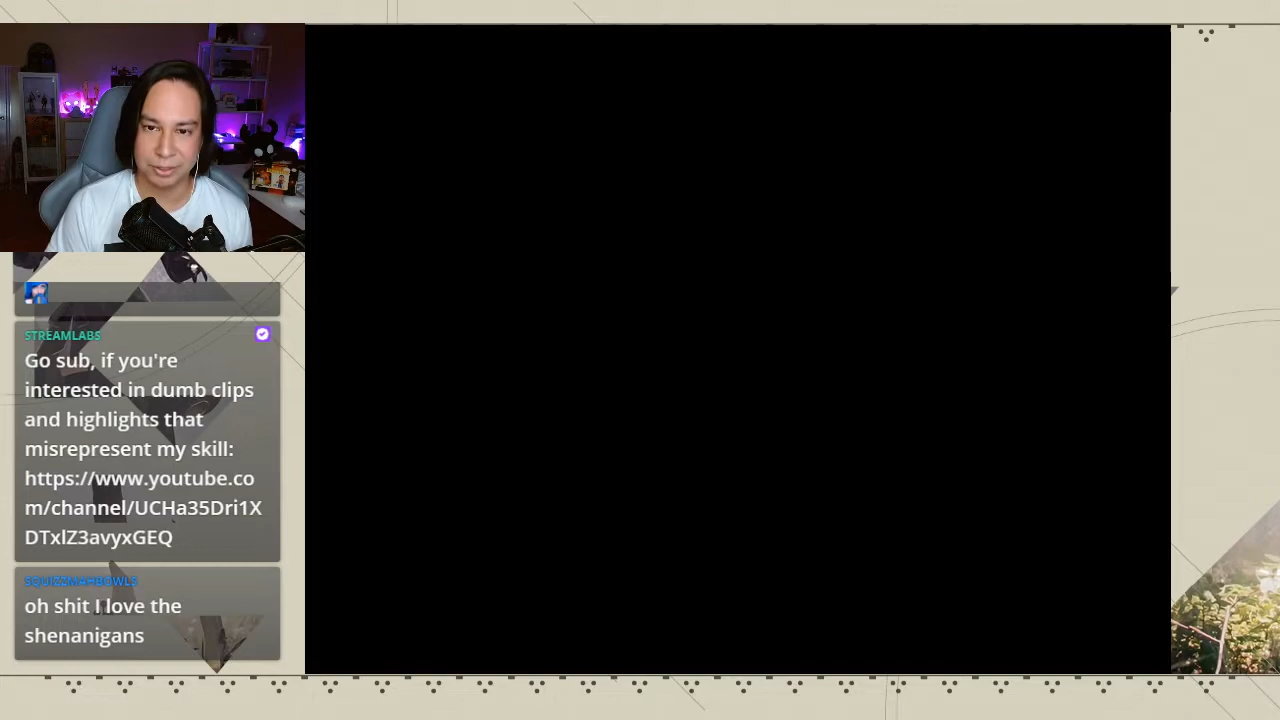 STREAMLABS
Go sub, if you're
interested in dumb clips
and highlights that
misrepresent my skill:
https://www.youtube.co
m/channel/UCHa35Dri1X
DTxlZ3avyxGEQ
SQUIZZMAHBOWLS
oh shit I love the
shenanigans